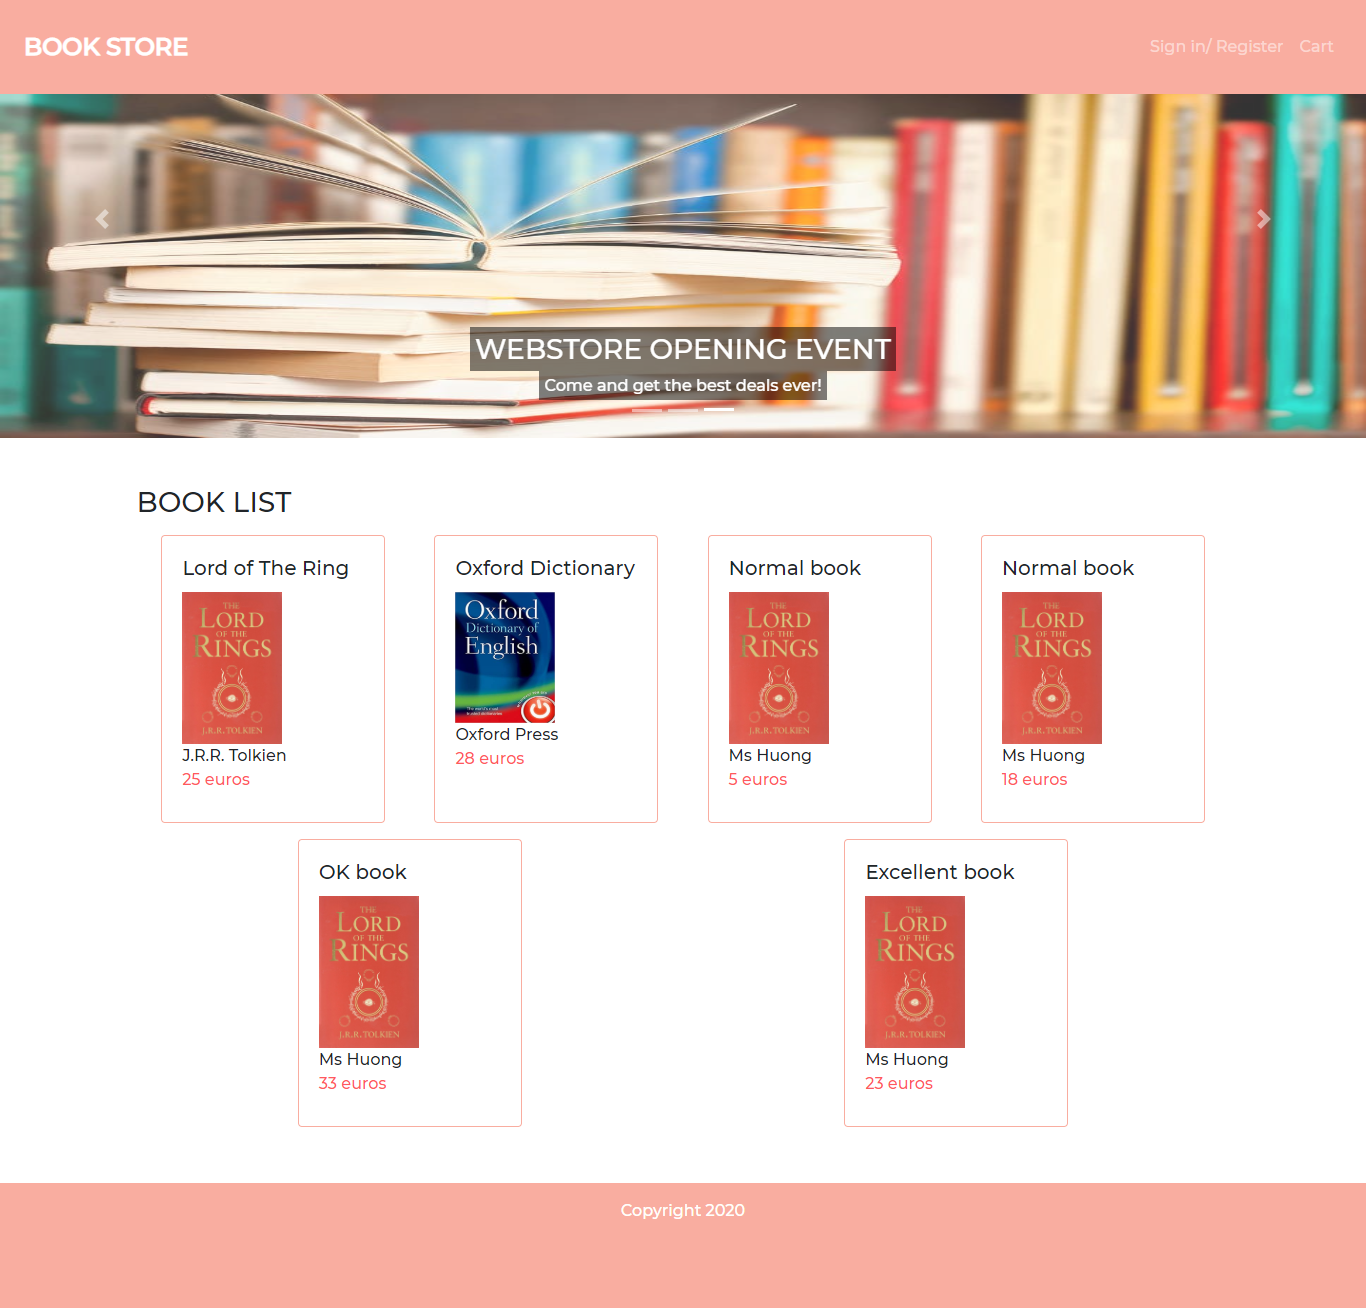 BOOK STORE
Sign in/ Register Cart
WEBSTORE OPENING EVENT
Come and get the best deals ever!
BOOK LIST
Lord of The Ring
THE
LORD
OF THE
RINGS
J.R.R.TOLKIEN
J.R.R. Tolkien
25 euros
Oxford Dictionary
Oxford
Dictionary of
English
Oxford Press
28 euros
Normal book
THE
LORD
OF THE
RINGS
J.R.R.TOLKIEN
Ms Huong
5 euros
Normal book
THE
LORD
OF THE
RINGS
J.R.R.TOLKIEN
Ms Huong
18 euros
OK book
THE
LORD
OF THE
RINGS
J.R.R.TOLKIEN
Ms Huong
33 euros
Excellent book
THE
LORD
OF THE
RINGS
J.R.R.TOLKIEN
Ms Huong
23 euros
Copyright 2020